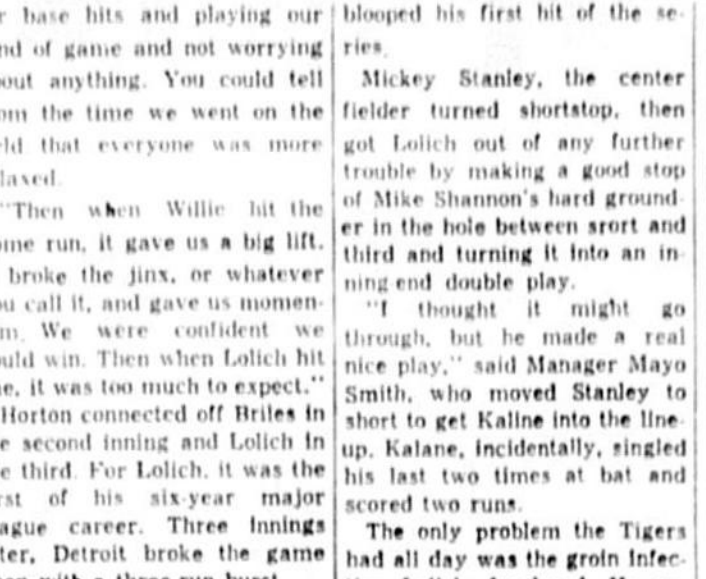 r base hits and playing our
nd of game and not worrying
out anything. You could tell
om the time we went on the
eld that everyone was more
laxed.
"Then when Willie hit the
ome run, it gave us a big lift.
broke the jinx, or whatever
ou call it, and gave us momen-
m. We were confident we
ould win. Then when Lolich hit
ne, it was too much to expect."
Horton connected off Briles in
e second inning and Lolich in
e third. For Lolich, it was the
rst of his six-year major
ague career. Three innings
ter, Detroit broke the game
blooped his first hit of the se-
ries.
Mickey Stanley, the center
fielder turned shortstop, then
got Lolich out of any further
trouble by making a good stop
of Mike Shannon's hard ground-
er in the hole between srort and
third and turning it into an in-
ning end double play.
"I thought it might go
through, but he made a real
nice play," said Manager Mayo
Smith, who moved Stanley to
short to get Kaline into the line-
up. Kalane, incidentally, singled
his last two times at bat and
scored two runs.
The only problem the Tigers
had all day was the groin infec-